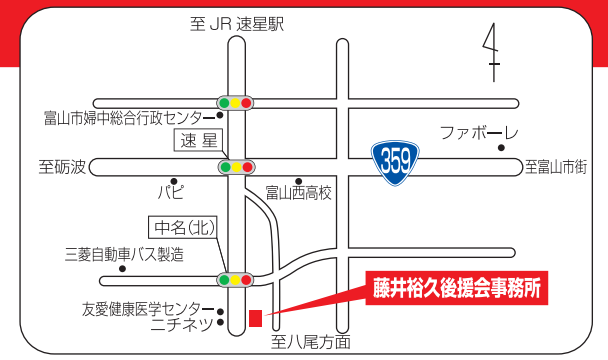 至 JR 速星駅
富山市婦中総合行政センター
速 星
ファボーレ
至砺波
359
至富山市街
パピ
富山西高校
中名(北)
三菱自動車バス製造
藤井裕久後援会事務所
友愛健康医学センター
ニチネツ
至八尾方面